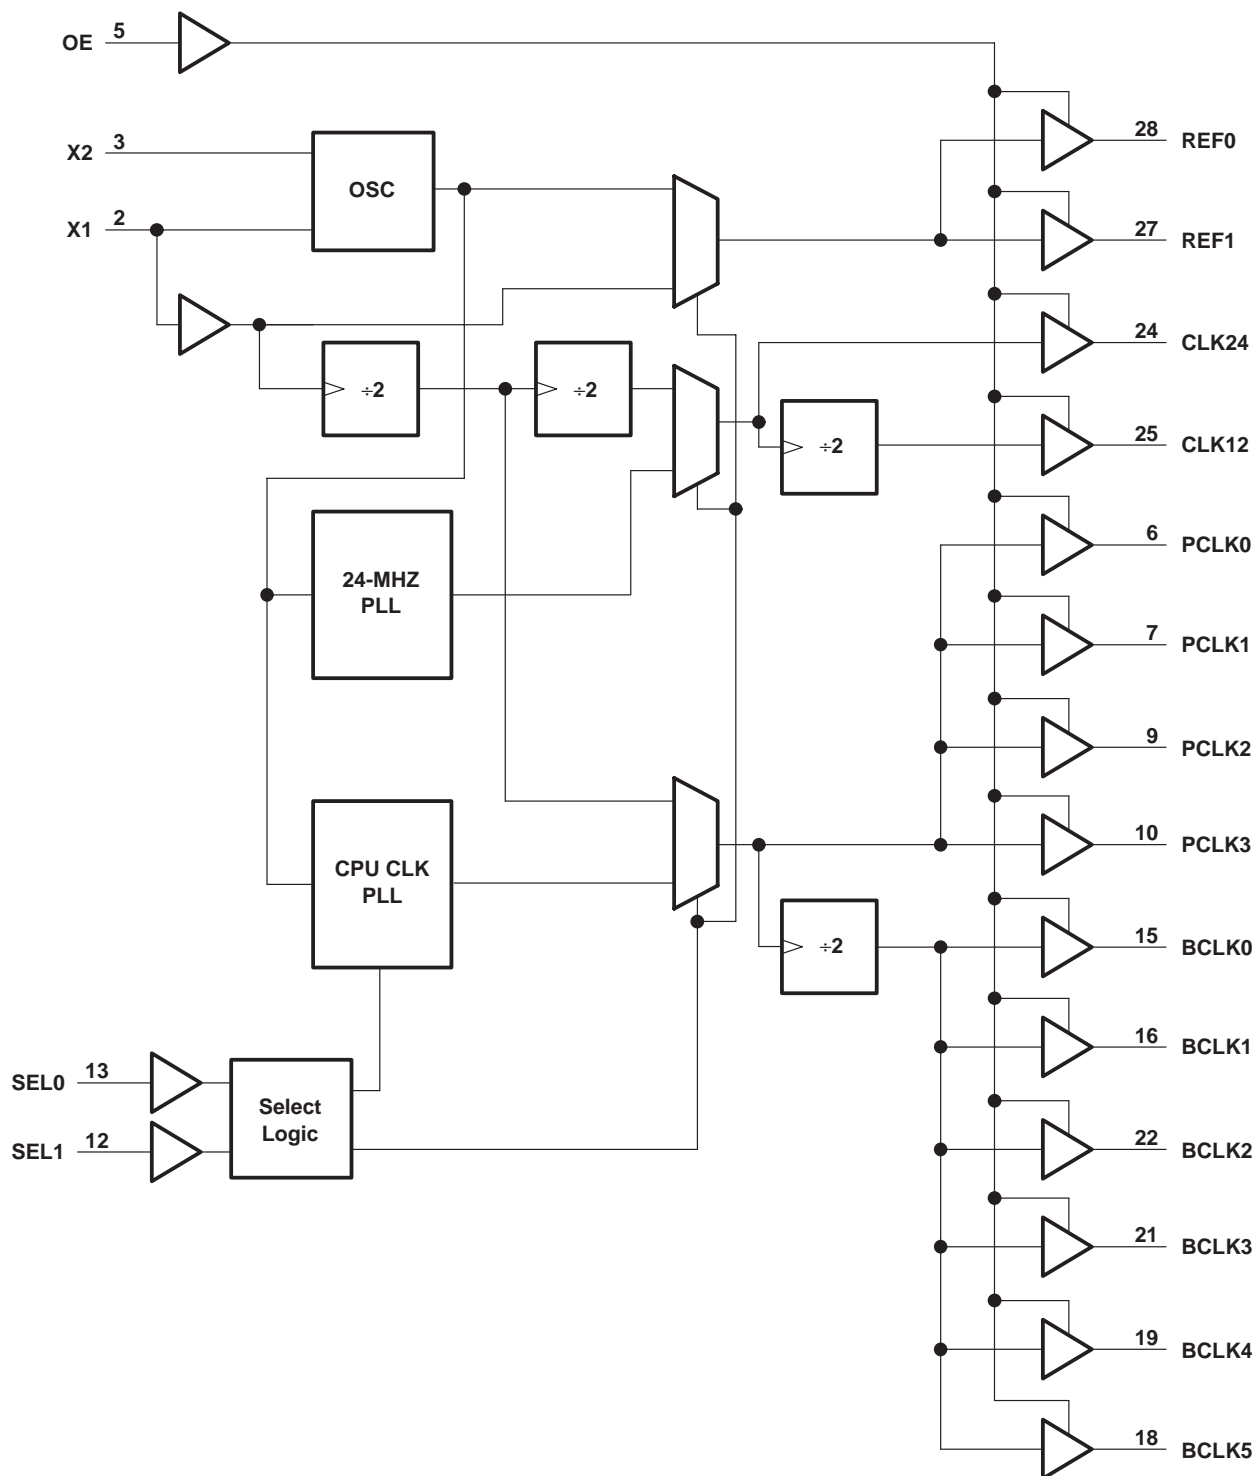 OE 5
X2 3
OSC
X1 2
28 REF0
27 REF1
24 CLK24
÷2
÷2
÷2
25 CLK12
6 PCLK0
24-MHZ
PLL
7 PCLK1
9 PCLK2
10 PCLK3
CPU CLK
PLL
÷2
15 BCLK0
16 BCLK1
SEL0 13
SEL1 12
Select
Logic
22 BCLK2
21 BCLK3
19 BCLK4
18 BCLK5